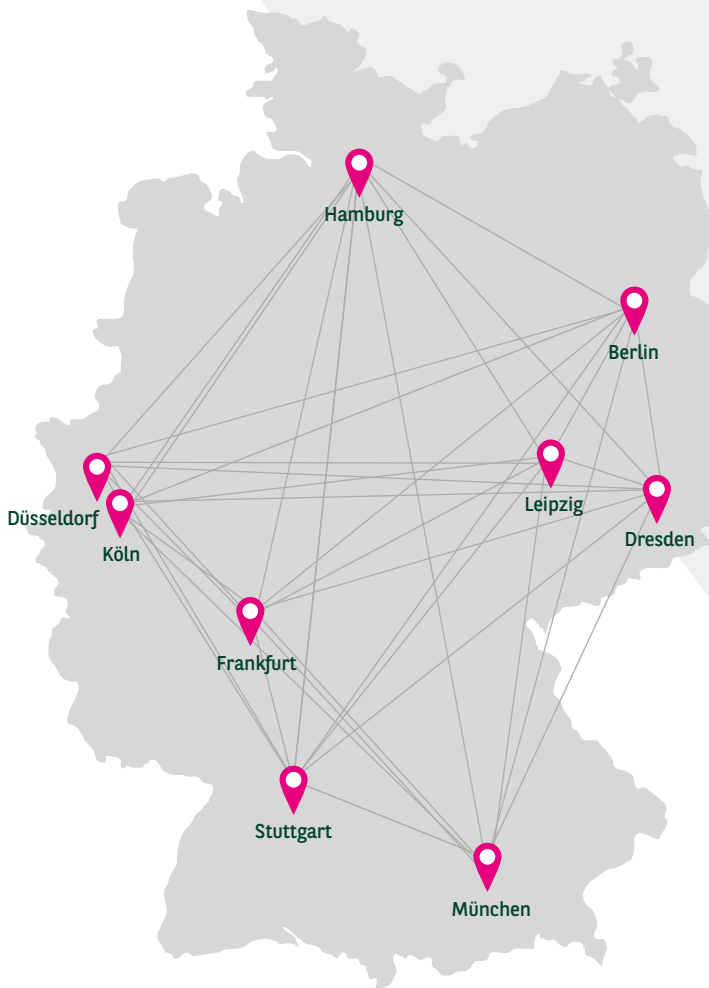 Hamburg
Berlin
Leipzig
Düsseldorf
Dresden
Köln
Frankfurt
Stuttgart
München